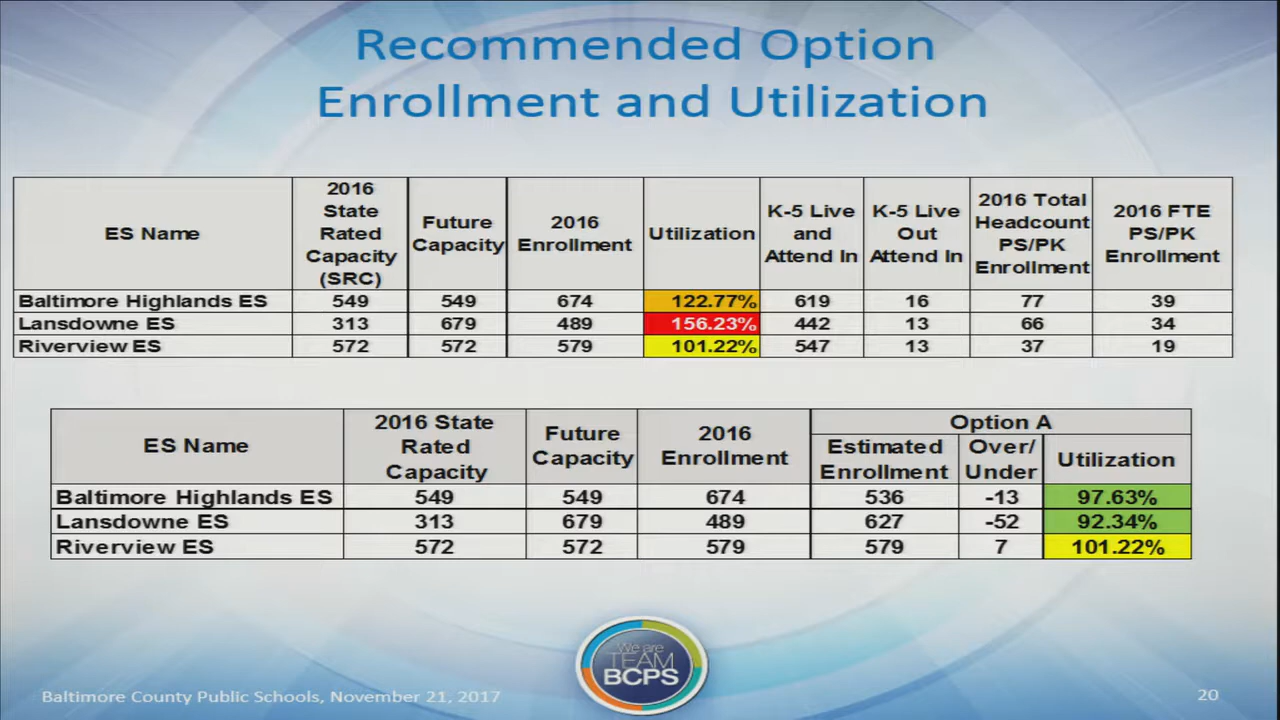 Recommended Option
Enrollment and Utilization
ES Name 2016 State Rated Capacity (SRC) Future Capacity 2016 Enrollment Utilization K-5 Live and Attend In K-5 Live Out Attend In 2016 Total Headcount PS/PK Enrollment 2016 FTE PS/PK Enrollment
Baltimore Highlands ES 549 549 674 122.77% 619 16 77 39
Lansdowne ES 313 679 489 156.23% 442 13 66 34
Riverview ES 572 572 579 101.22% 547 13 37 19
ES Name 2016 State Rated Capacity Future Capacity 2016 Enrollment Option A
Estimated Enrollment Over/ Under Utilization
Baltimore Highlands ES 549 549 674 536 -13 97.63%
Lansdowne ES 313 679 489 627 -52 92.34%
Riverview ES 572 572 579 579 7 101.22%
We are
TEAM
BCPS
Baltimore County Public Schools, November 21, 2017
20